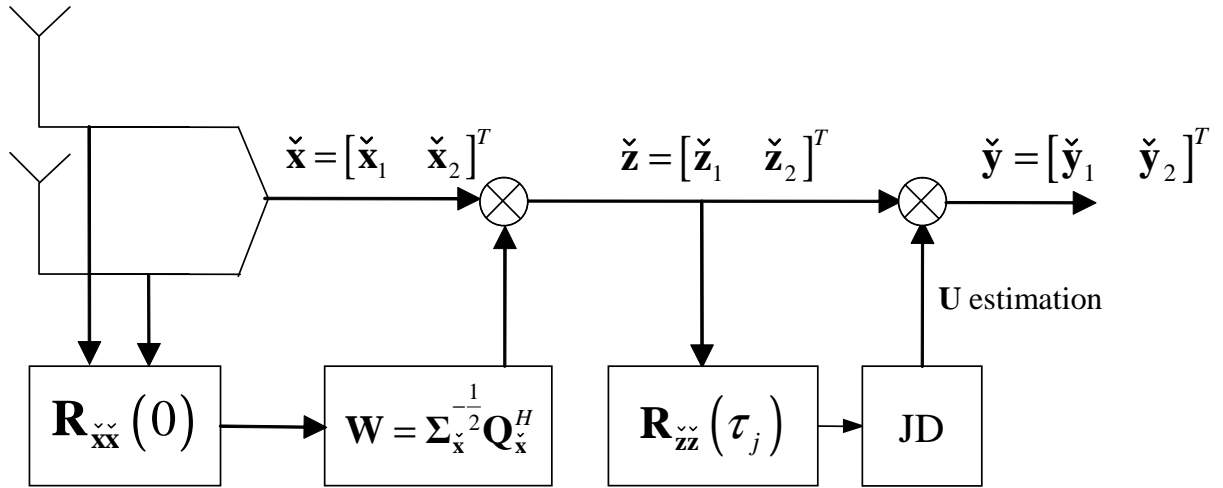 x̌ = [x̌₁ x̌₂]ᵀ
ž = [ž₁ ž₂]ᵀ
y̌ = [y̌₁ y̌₂]ᵀ
U estimation
R_x̌x̌(0)
W = Σ_x̌^(-1/2) Q_x̌^H
R_žž(τ_j)
JD